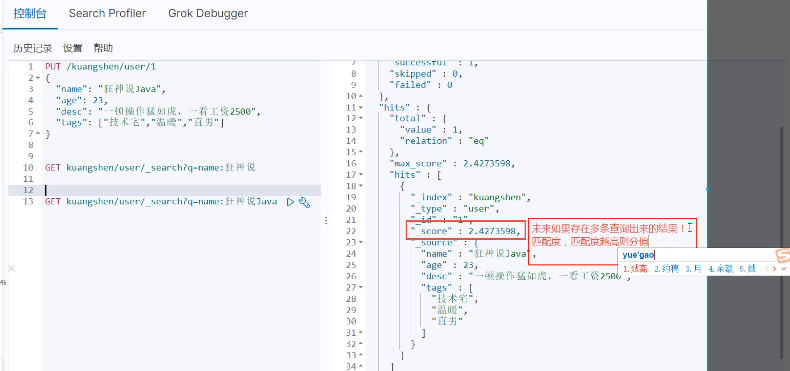 控制台 Search Profiler Grok Debugger
历史记录 设置 帮助
1 PUT /kuangshen/user/1
2 {
3 "name": "狂神说Java",
4 "age": 23,
5 "desc": "一顿操作猛如虎，一看工资2500",
6 "tags": ["技术宅","温暖","直男"]
7 }
8
9
10 GET kuangshen/user/_search?q=name:狂神说
11
12
13 GET kuangshen/user/_search?q=name:狂神说Java
7 "successful" : 1,
8 "skipped" : 0,
9 "failed" : 0
10 },
11 "hits" : {
12 "total" : {
13 "value" : 1,
14 "relation" : "eq"
15 },
16 "max_score" : 2.4273598,
17 "hits" : [
18 {
19 "_index" : "kuangshen",
20 "_type" : "user",
21 "_id" : "1",
22 "_score" : 2.4273598,
23 "_source" : {
24 "name" : "狂神说Java",
25 "age" : 23,
26 "desc" : "一顿操作猛如虎，一看工资2500",
27 "tags" : [
28 "技术宅",
29 "温暖",
30 "直男"
31 ]
32 }
33 }
34 ]
未来如果存在多条查询出来的结果！
匹配度，匹配度越高则分值
yue'gao
1.越高 2.约稿 3.月 4.余额 5.越
%